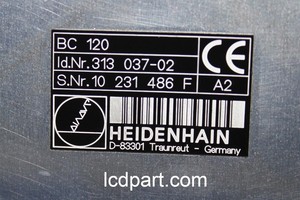 BC 120
Id.Nr. 313 037-02
S.Nr. 10 231 486 F A2
CE
HEIDENHAIN
D-83301 Traunreut - Germany
lcdpart.com